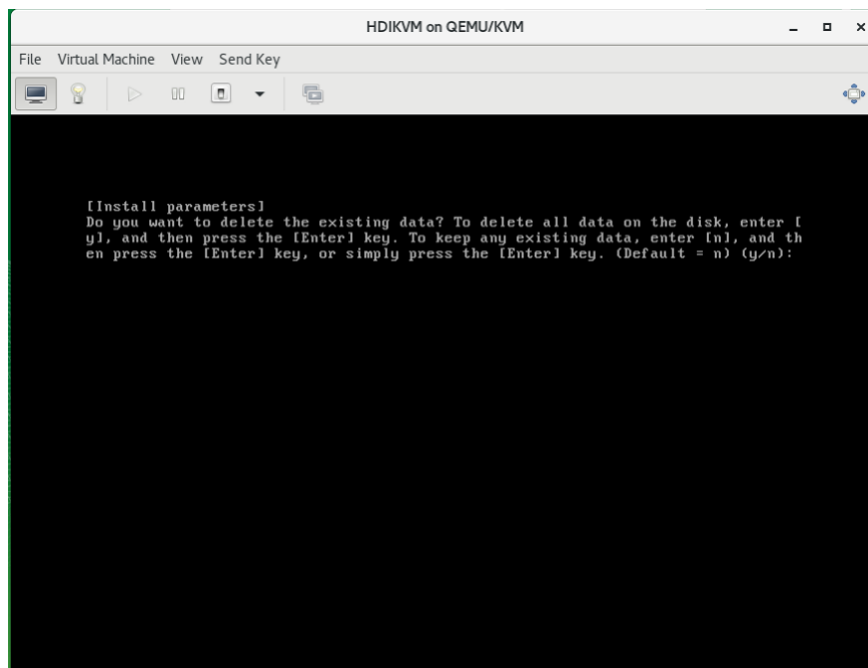 HDIKVM on QEMU/KVM
File Virtual Machine View Send Key
[Install parameters]
Do you want to delete the existing data? To delete all data on the disk, enter [
y], and then press the [Enter] key. To keep any existing data, enter [n], and th
en press the [Enter] key, or simply press the [Enter] key. (Default = n) (y/n):